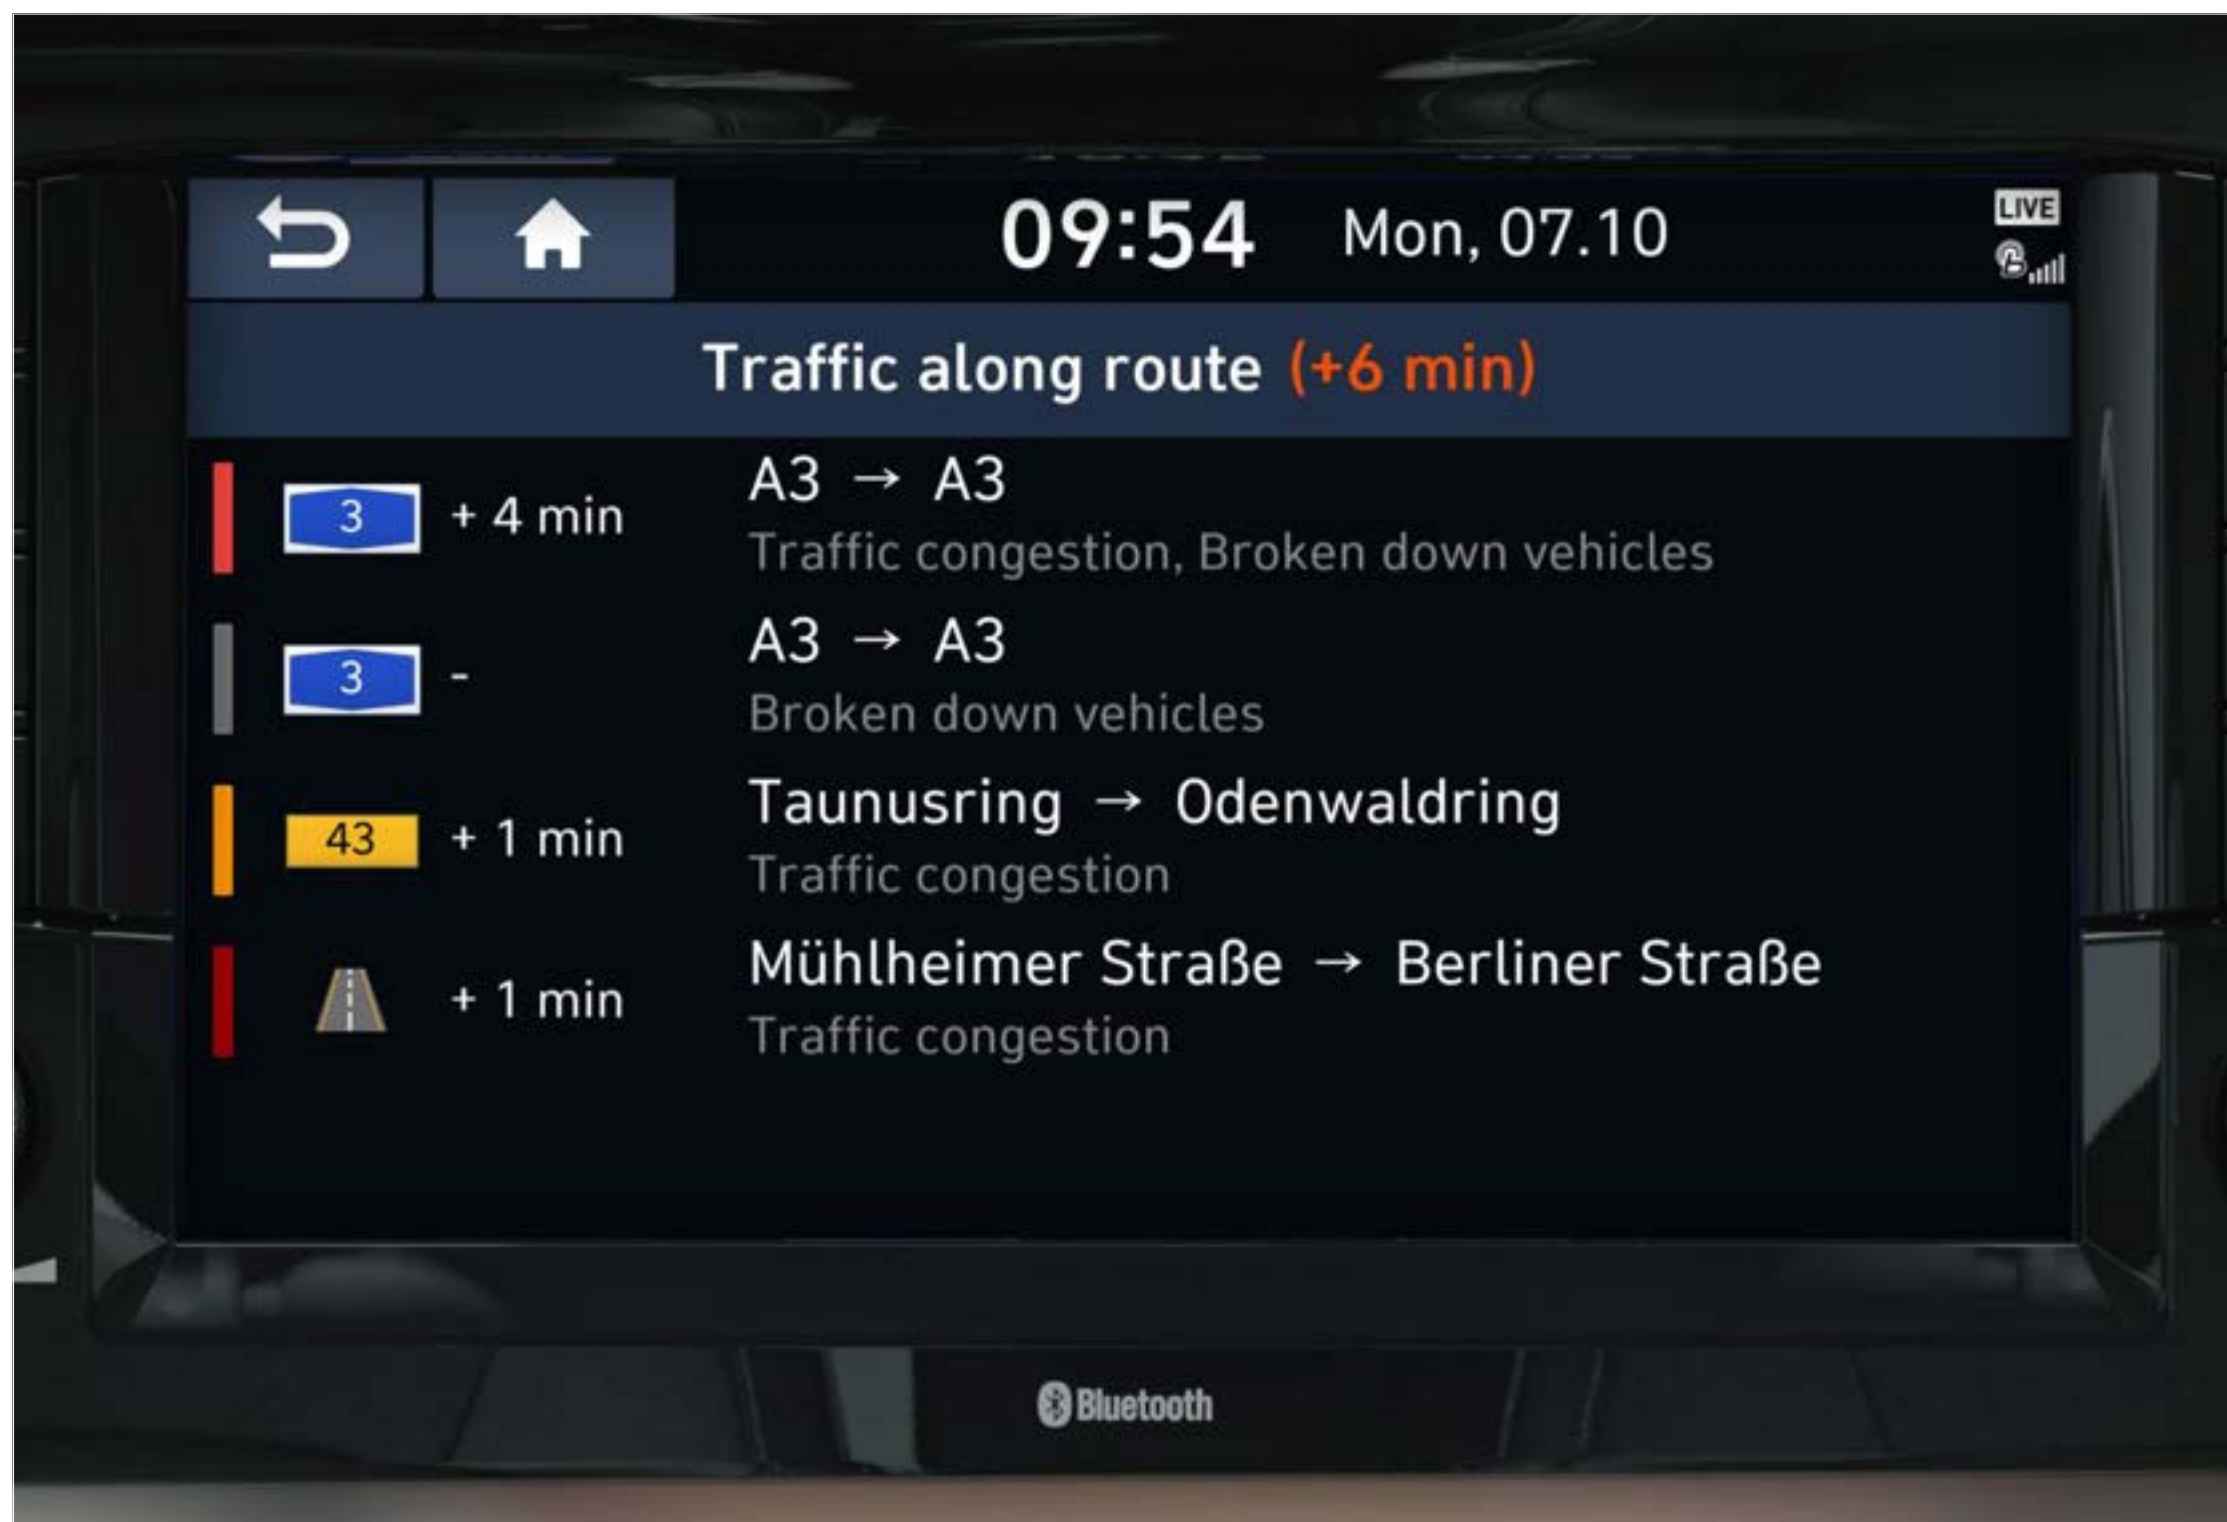 09:54 Mon, 07.10 LIVE
Traffic along route (+6 min)
3 + 4 min A3 → A3
Traffic congestion, Broken down vehicles
3 - A3 → A3
Broken down vehicles
43 + 1 min Taunusring → Odenwaldring
Traffic congestion
+ 1 min Mühlheimer Straße → Berliner Straße
Traffic congestion
Bluetooth